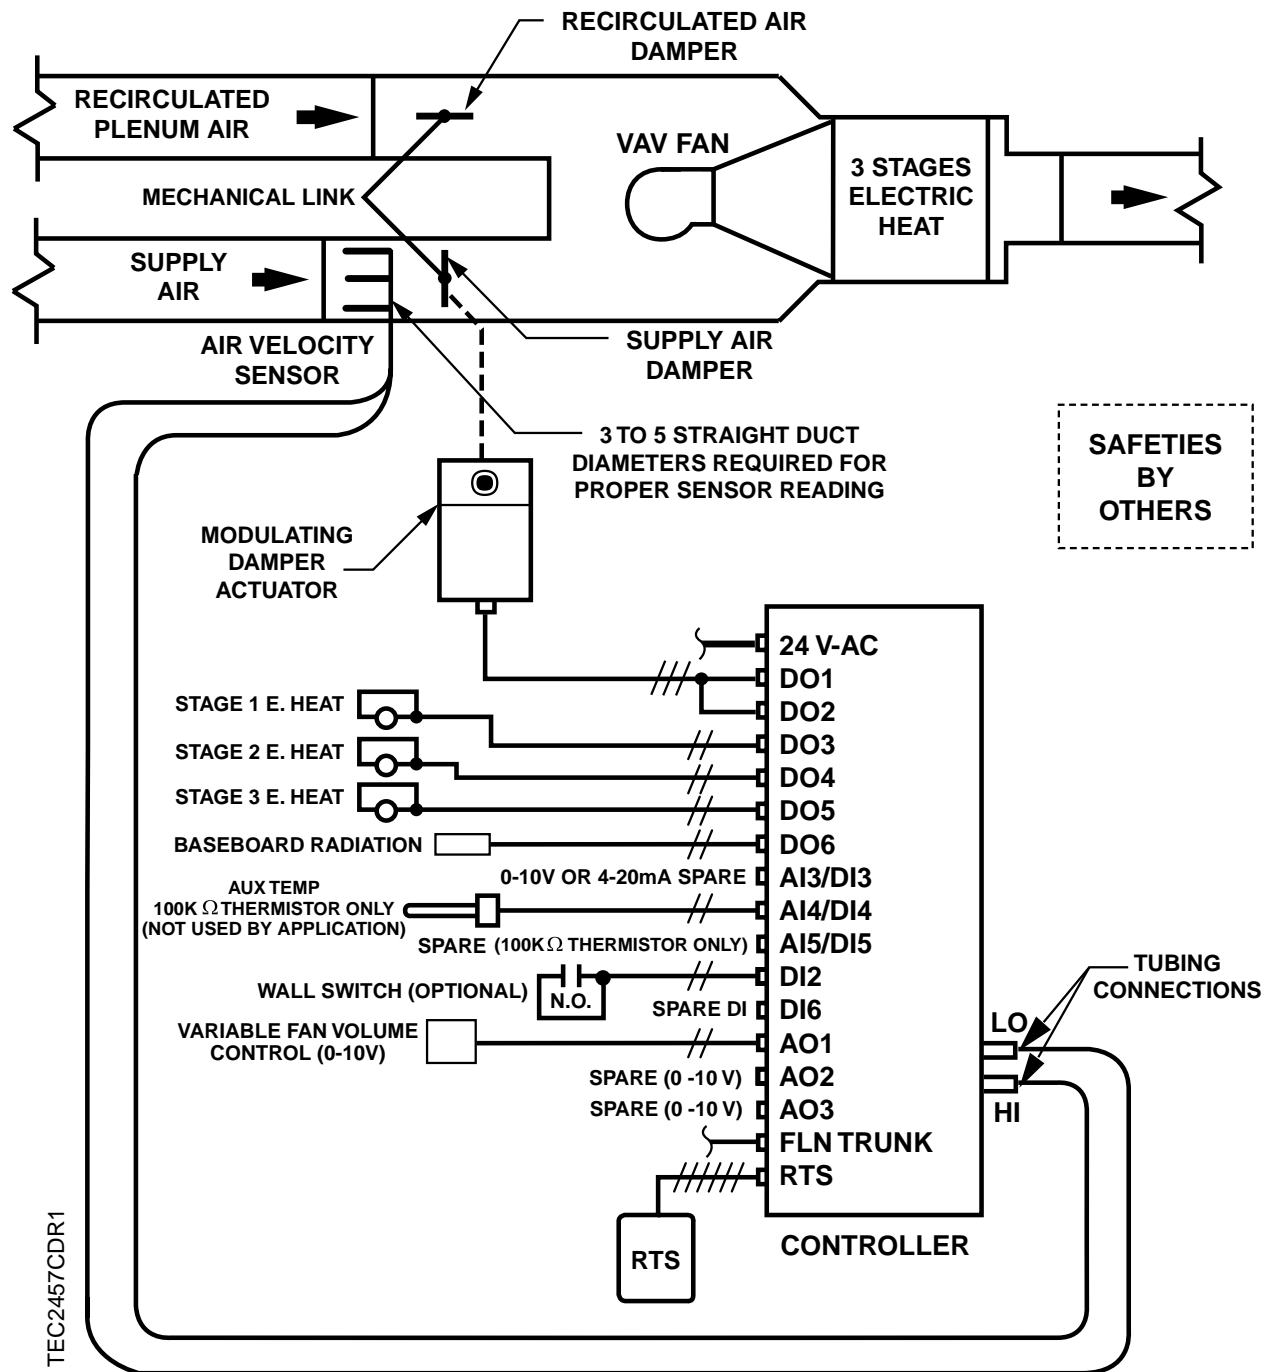 RECIRCULATED AIR
DAMPER
RECIRCULATED
PLENUM AIR
VAV FAN
3 STAGES
ELECTRIC
HEAT
MECHANICAL LINK
SUPPLY
AIR
AIR VELOCITY
SENSOR
SUPPLY AIR
DAMPER
3 TO 5 STRAIGHT DUCT
DIAMETERS REQUIRED FOR
PROPER SENSOR READING
SAFETIES
BY
OTHERS
MODULATING
DAMPER
ACTUATOR
24 V-AC
DO1
DO2
STAGE 1 E. HEAT
DO3
STAGE 2 E. HEAT
DO4
STAGE 3 E. HEAT
DO5
BASEBOARD RADIATION
DO6
0-10V OR 4-20mA SPARE
AI3/DI3
AUX TEMP
100K Ω THERMISTOR ONLY
(NOT USED BY APPLICATION)
AI4/DI4
SPARE (100K Ω THERMISTOR ONLY)
AI5/DI5
WALL SWITCH (OPTIONAL)
N.O.
DI2
SPARE DI
DI6
VARIABLE FAN VOLUME
CONTROL (0-10V)
AO1
SPARE (0 -10 V)
AO2
SPARE (0 -10 V)
AO3
FLN TRUNK
RTS
TUBING
CONNECTIONS
LO
HI
RTS
CONTROLLER
TEC2457CDR1